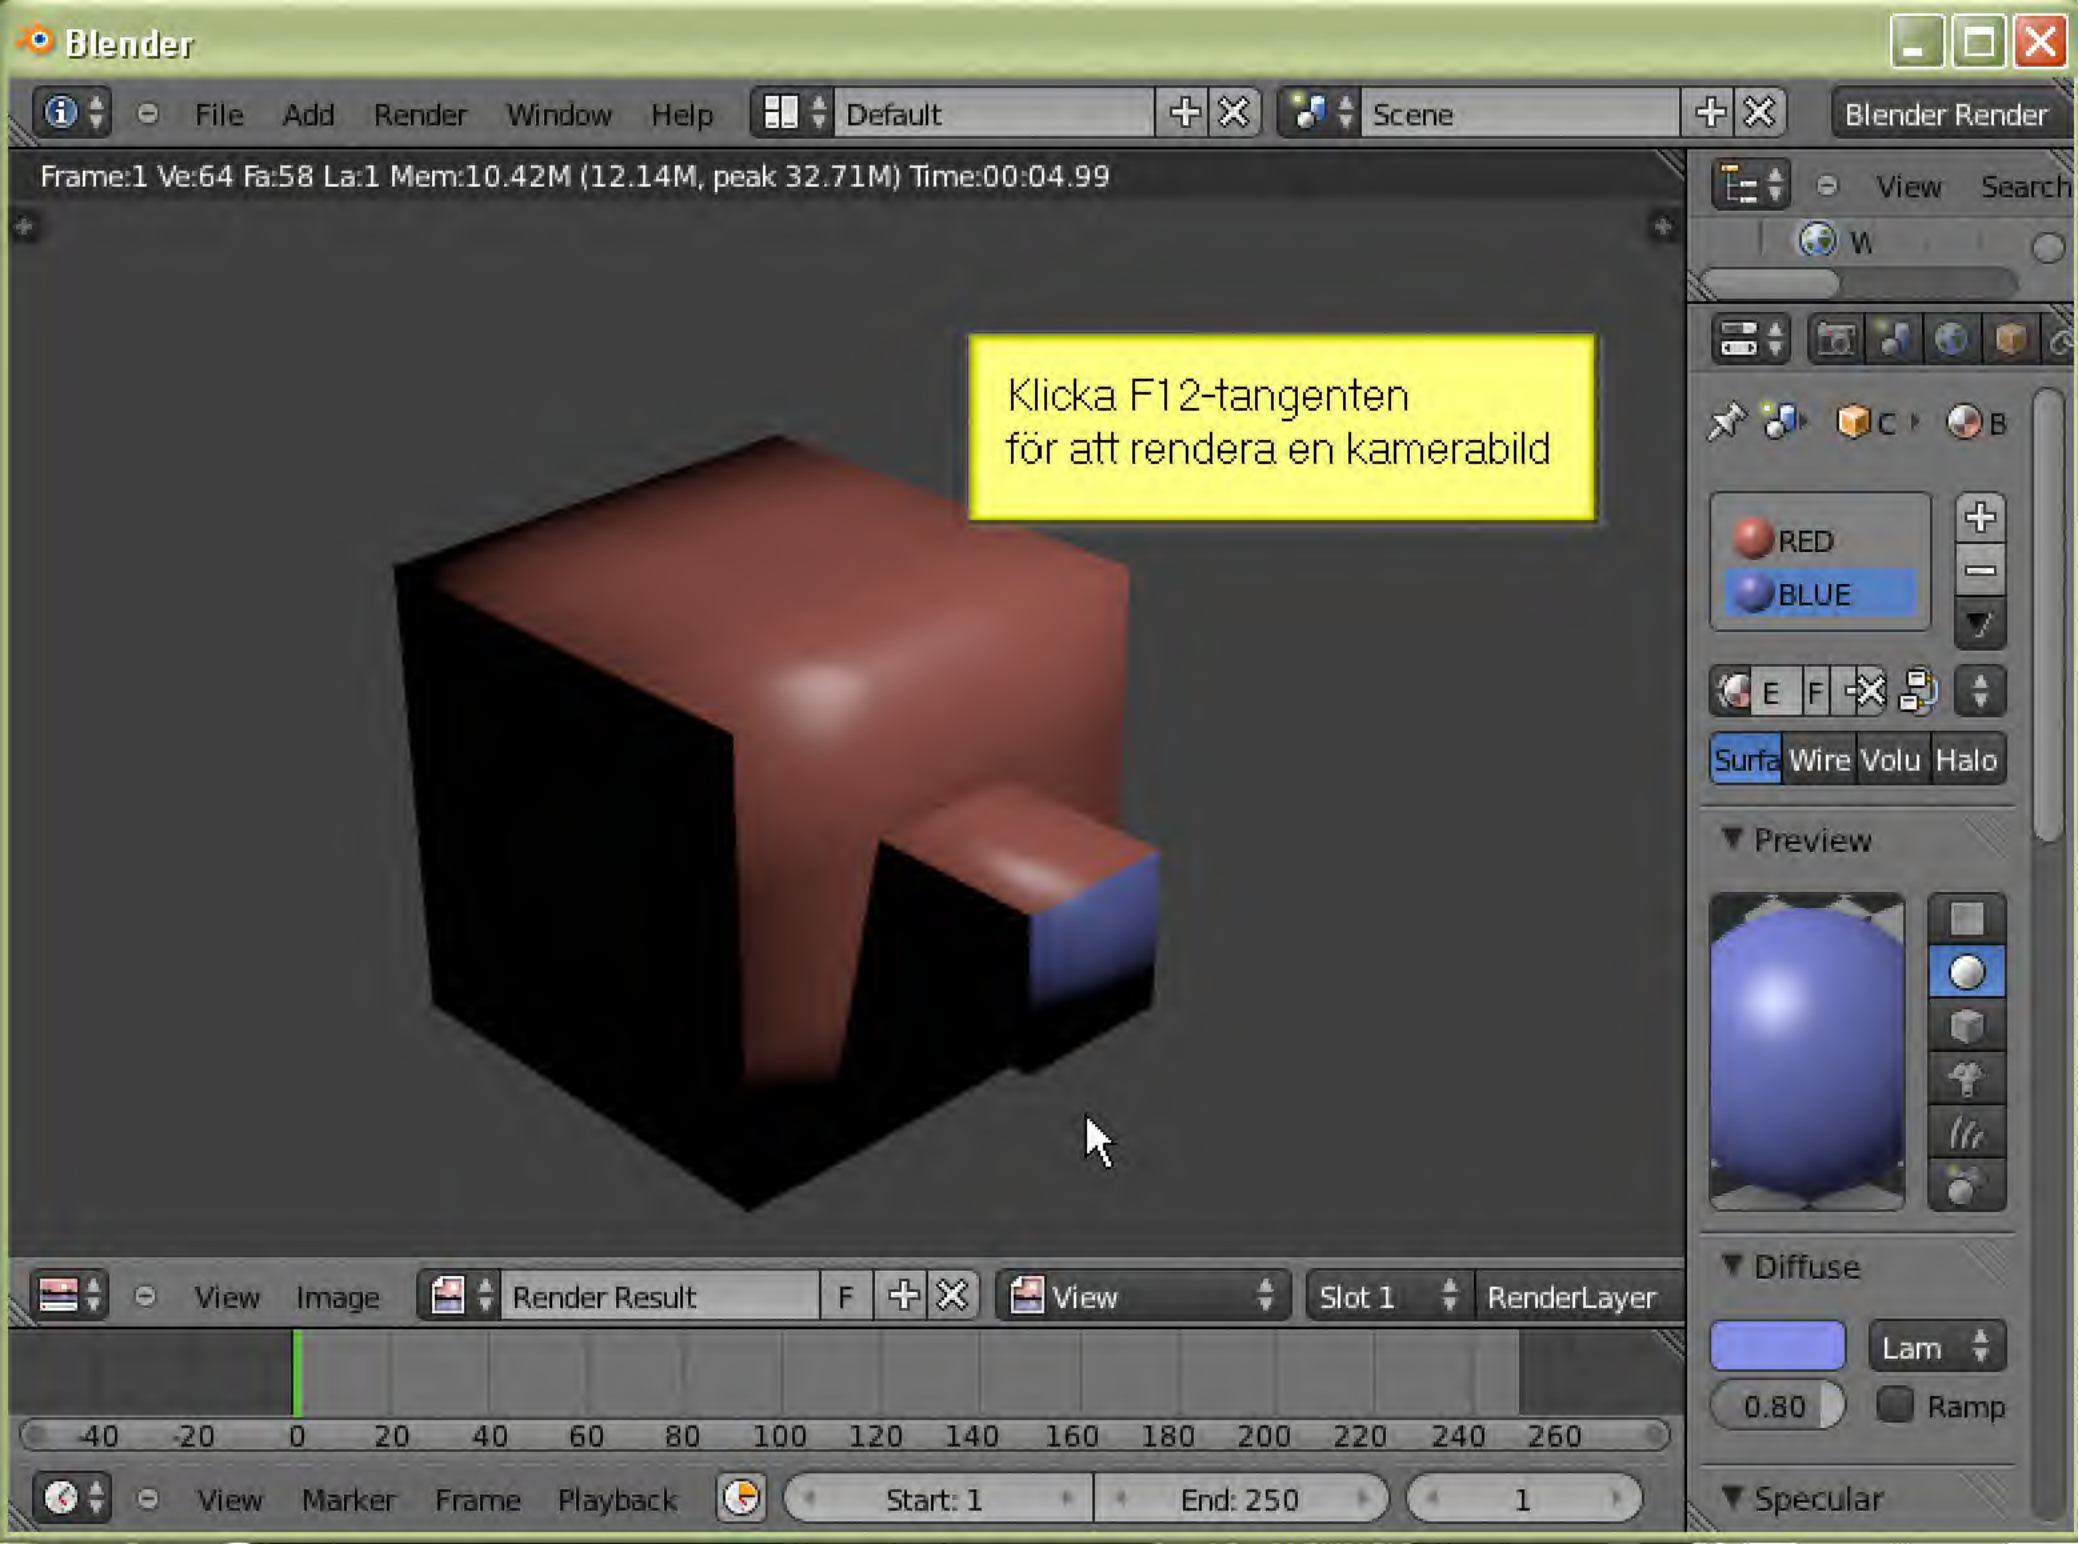 Blender
File Add Render Window Help Default Scene Blender Render
Frame:1 Ve:64 Fa:58 La:1 Mem:10.42M (12.14M, peak 32.71M) Time:00:04.99
View Search
W
Klicka F12-tangenten
för att rendera en kamerabild
C B
RED
BLUE
E F
Surfa Wire Volu Halo
Preview
Diffuse
Lam
0.80 Ramp
Specular
View Image Render Result F View Slot 1 RenderLayer
-40 -20 0 20 40 60 80 100 120 140 160 180 200 220 240 260
View Marker Frame Playback Start: 1 End: 250 1